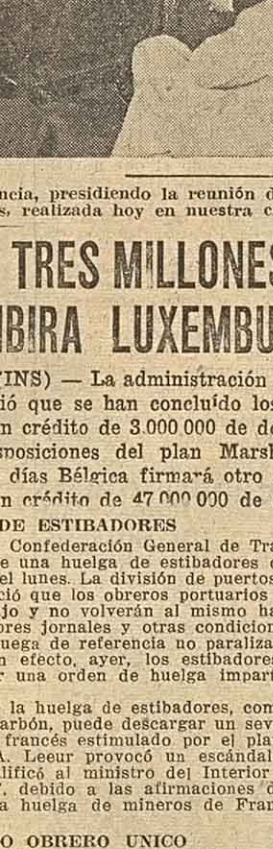 ncia, presidiendo la reunión d
s, realizada hoy en nuestra c
TRES MILLONES
IBIRA LUXEMBU
INS) — La administración
ió que se han concluído los
n crédito de 3.000.000 de d
sposiciones del plan Marsh
días Bélgica firmará otro
n crédito de 47.000.000 de
DE ESTIBADORES
Confederación General de Tra
e una huelga de estibadores
el lunes. La división de puertos
ció que los obreros portuarios
jo y no volverán al mismo ha
ores jornales y otras condicion
uega de referencia no paraliza
n efecto, ayer, los estibadores
r una orden de huelga impart
la huelga de estibadores, com
arbón, puede descargar un sev
francés estimulado por el pla
A. Leeur provocó un escándal
lificó al ministro del Interior
, debido a las afirmaciones d
a huelga de mineros de Fran
O OBRERO UNICO